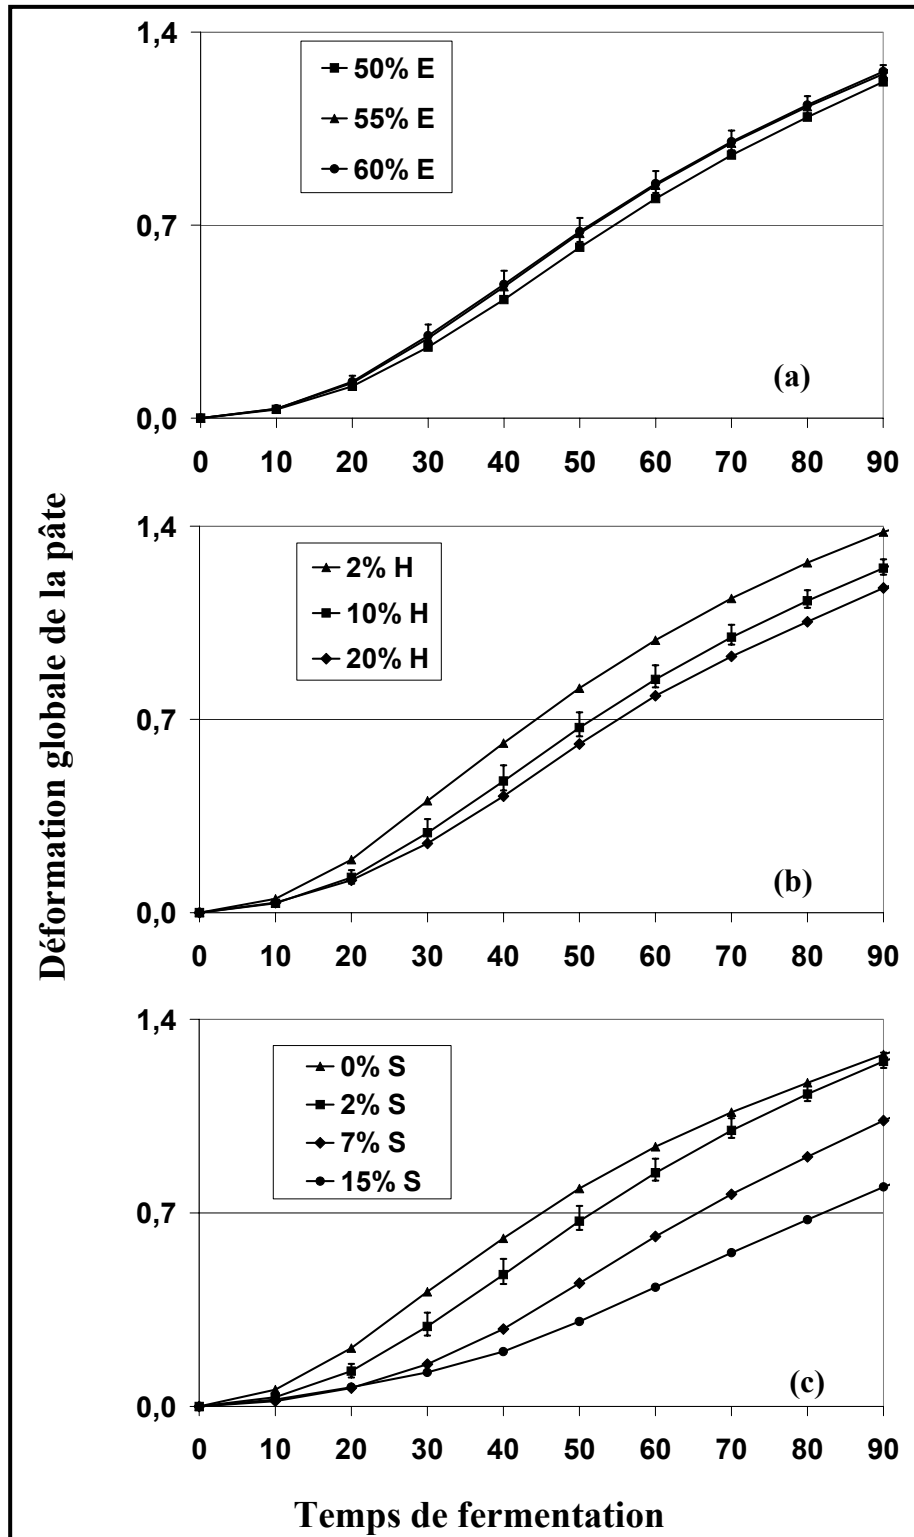 Déformation globale de la pâte
1,4
0,7
0,0
50% E
55% E
60% E
(a)
0 10 20 30 40 50 60 70 80 90
1,4
0,7
0,0
2% H
10% H
20% H
(b)
0 10 20 30 40 50 60 70 80 90
1,4
0,7
0,0
0% S
2% S
7% S
15% S
(c)
0 10 20 30 40 50 60 70 80 90
Temps de fermentation